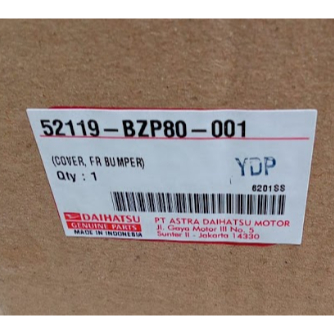 52119-BZP80-001
(COVER, FR BUMPER)
Qty : 1
YDP
6201SS
DAIHATSU
GENUINE PARTS
MADE IN INDONESIA
PT ASTRA DAIHATSU MOTOR
Jl. Gaya Motor III No. 5
Sunter II - Jakarta 14330